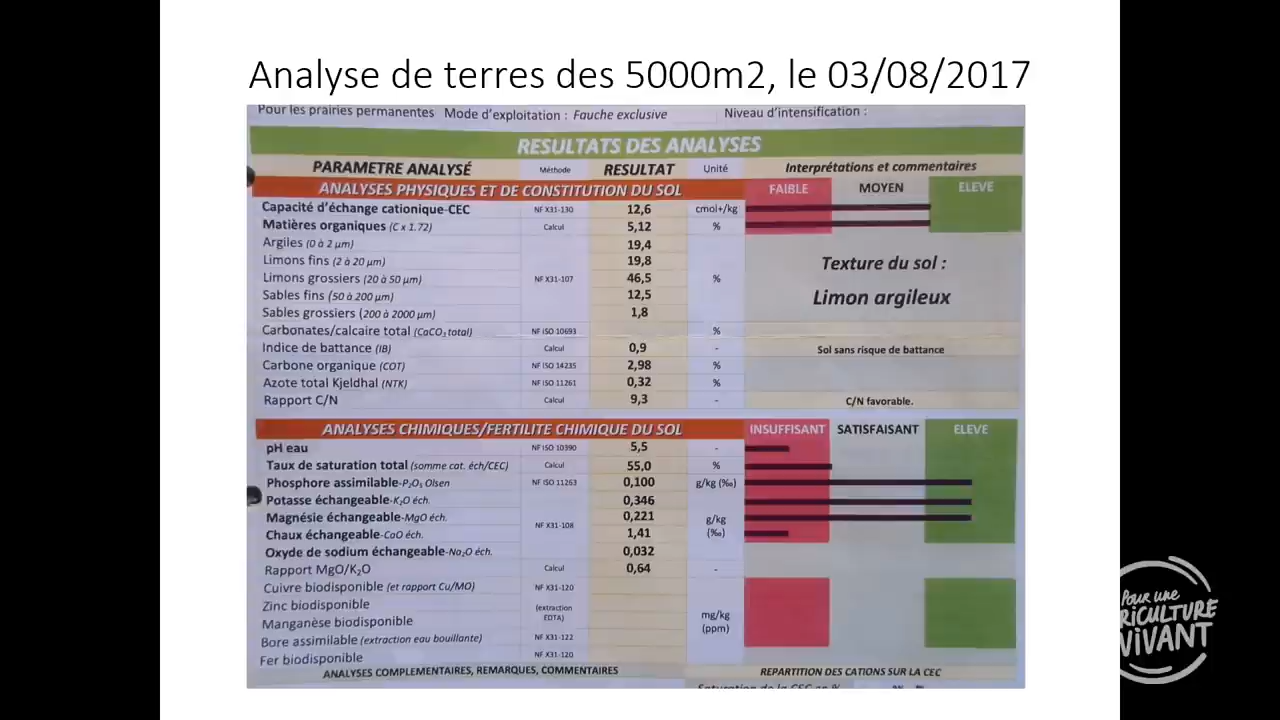 Analyse de terres des 5000m2, le 03/08/2017
Pour les prairies permanentes Mode d'exploitation : Fauche exclusive Niveau d'intensification :
RESULTATS DES ANALYSES
PARAMETRE ANALYSÉ Méthode RESULTAT Unité Interprétations et commentaires
ANALYSES PHYSIQUES ET DE CONSTITUTION DU SOL FAIBLE MOYEN ELEVE
Capacité d'échange cationique-CEC NF X31-130 12,6 cmol+/kg
Matières organiques (C x 1.72) Calcul 5,12 %
Argiles (0 à 2 µm) 19,4
Limons fins (2 à 20 µm) 19,8
Texture du sol :
Limons grossiers (20 à 50 µm) NF X31-107 46,5 %
Sables fins (50 à 200 µm) 12,5
Limon argileux
Sables grossiers (200 à 2000 µm) 1,8
Carbonates/calcaire total (CaCO3 total) NF ISO 10693 %
Indice de battance (IB) Calcul 0,9 - Sol sans risque de battance
Carbone organique (COT) NF ISO 14235 2,98 %
Azote total Kjeldhal (NTK) NF ISO 11261 0,32 %
Rapport C/N Calcul 9,3 - C/N favorable.
ANALYSES CHIMIQUES/FERTILITE CHIMIQUE DU SOL INSUFFISANT SATISFAISANT ELEVE
pH eau NF ISO 10390 5,5 -
Taux de saturation total (somme cat. éch/CEC) Calcul 55,0 %
Phosphore assimilable-P2O5 Olsen NF ISO 11263 0,100 g/kg (‰)
Potasse échangeable-K2O éch. 0,346
Magnésie échangeable-MgO éch. NF X31-108 0,221 g/kg
Chaux échangeable-CaO éch. 1,41 (‰)
Oxyde de sodium échangeable-Na2O éch. 0,032
Rapport MgO/K2O Calcul 0,64 -
Cuivre biodisponible (et rapport Cu/MO) NF X31-120
Zinc biodisponible (extraction
Manganèse biodisponible EDTA) mg/kg
(ppm)
Bore assimilable (extraction eau bouillante) NF X31-122
Fer biodisponible NF X31-120
ANALYSES COMPLEMENTAIRES, REMARQUES, COMMENTAIRES REPARTITION DES CATIONS SUR LA CEC
Saturation de la CEC en %
Pour une
RICULTURE
VIVANT